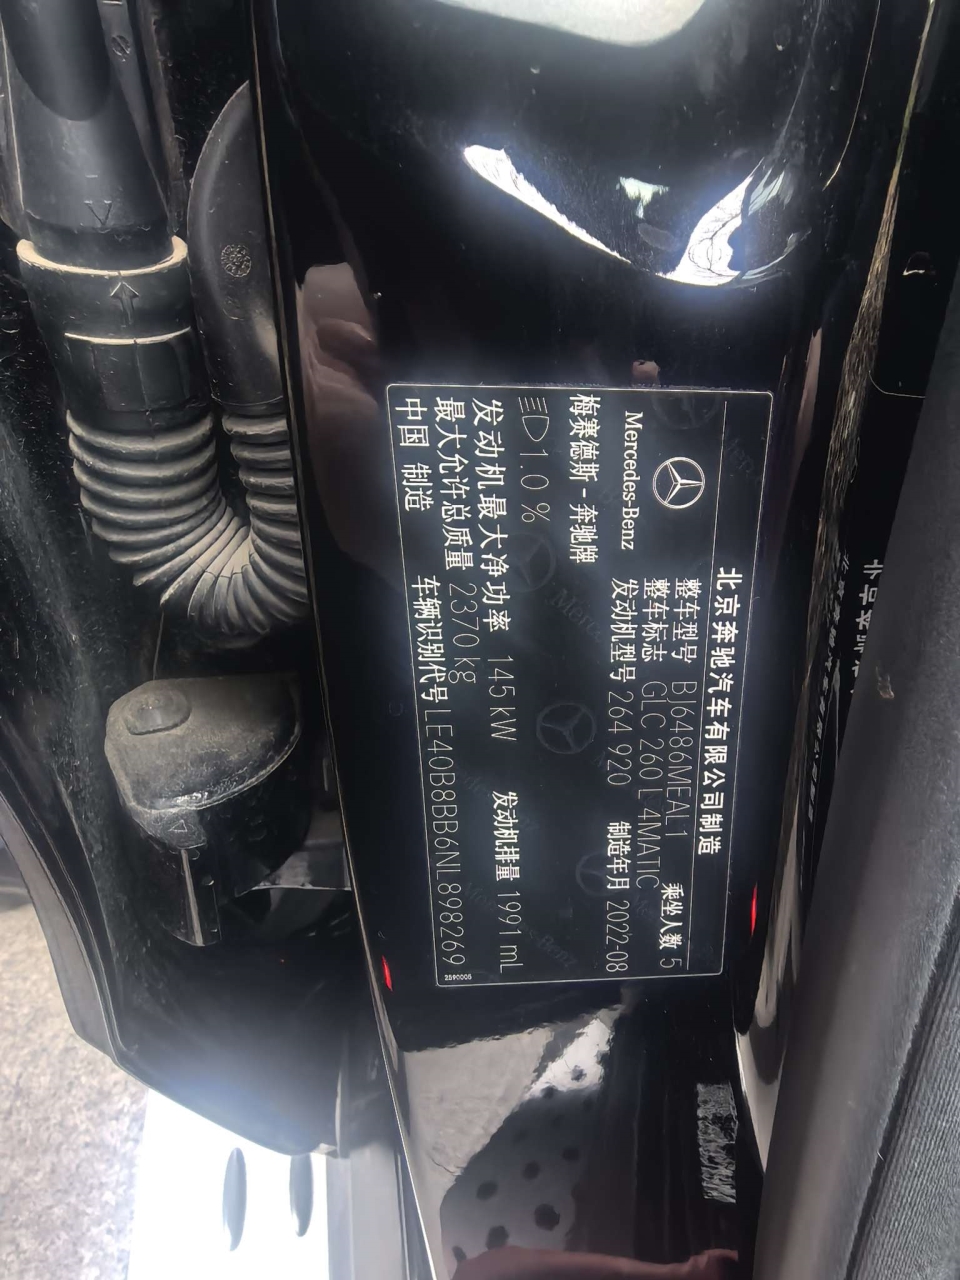 北京奔驰汽车有限公司制造
整车型号 BJ6486MEAL1 乘坐人数 5
整车标志 GLC 260 L 4MATIC
Mercedes-Benz 发动机型号 264 920 制造年月 2022-08
梅赛德斯-奔驰牌
1.0 %
发动机最大净功率 145 kW 发动机排量 1991 mL
最大允许总质量 2370 kg
中国 制造 车辆识别代号 LE40B8BB6NL898269
2590005